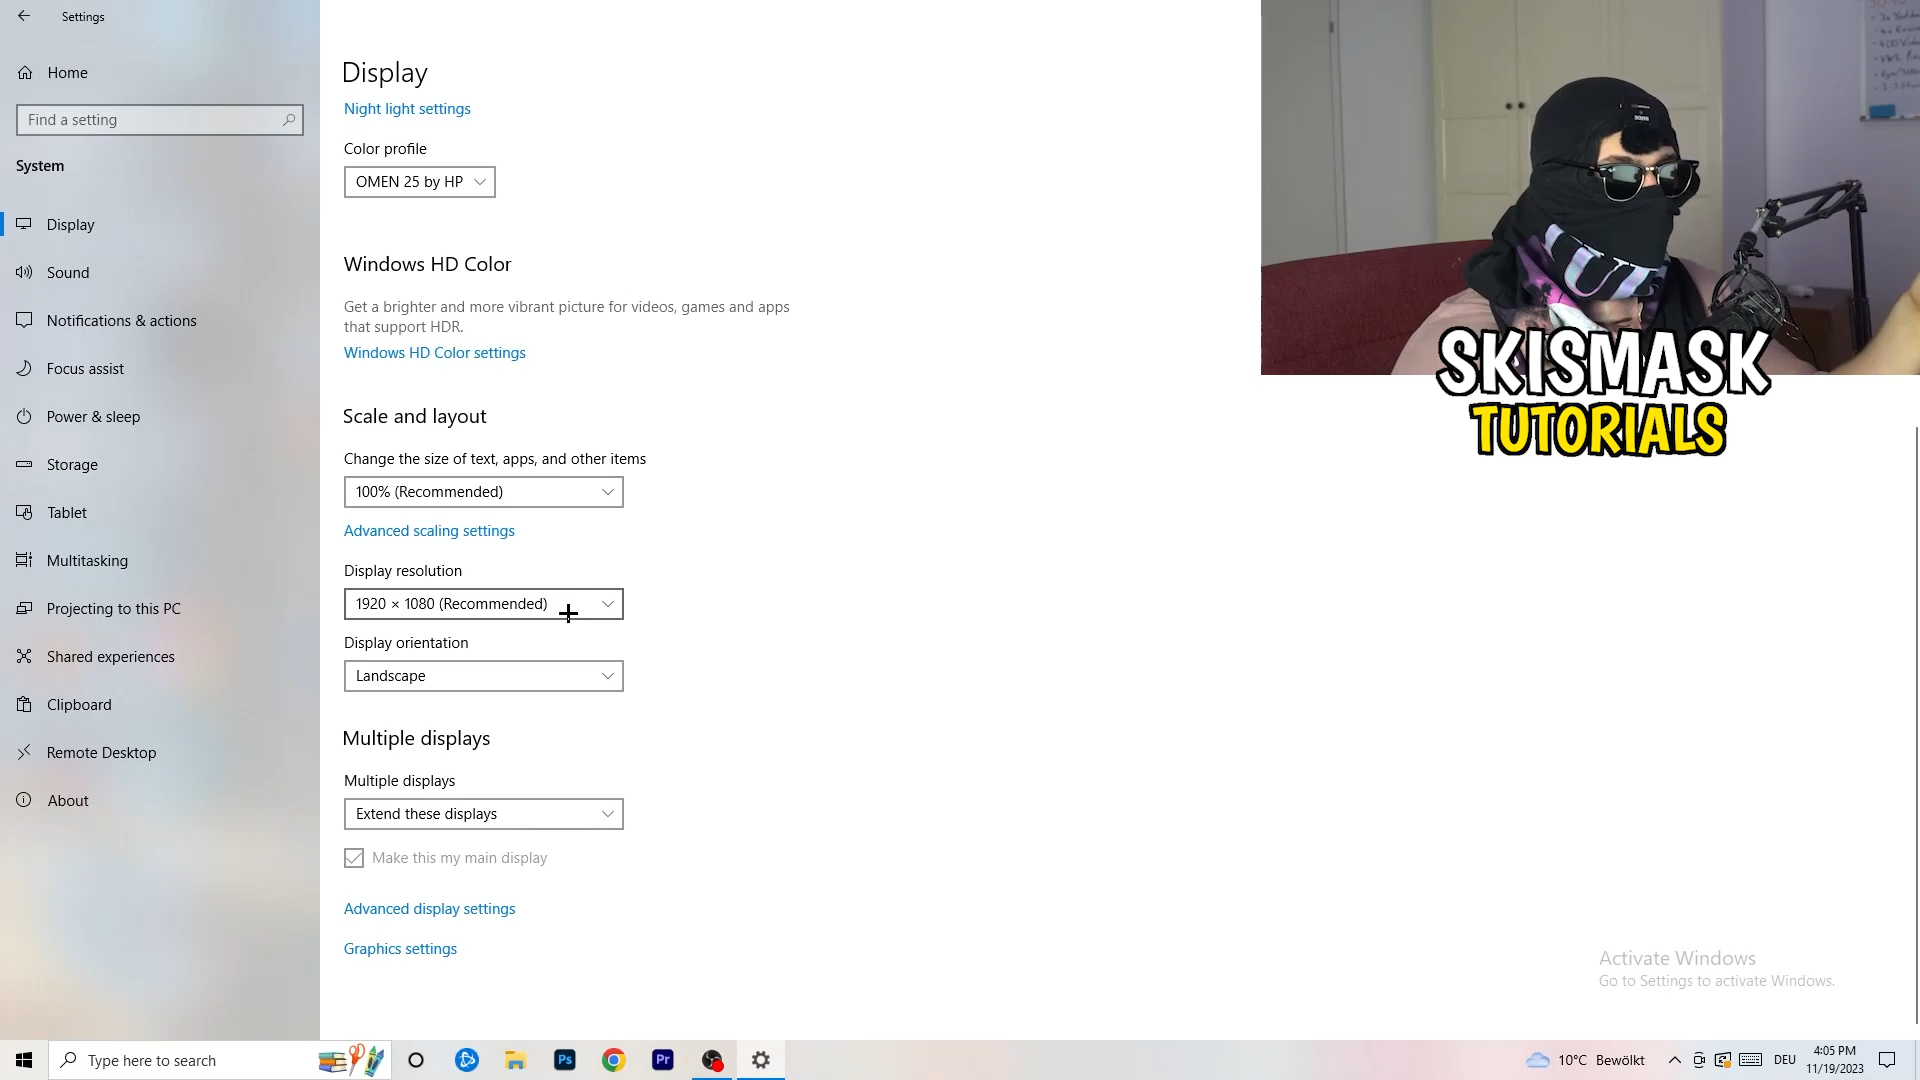 Settings
Home
Find a setting
System
Display
Sound
Notifications & actions
Focus assist
Power & sleep
Storage
Tablet
Multitasking
Projecting to this PC
Shared experiences
Clipboard
Remote Desktop
About
Display
Night light settings
Color profile
OMEN 25 by HP
Windows HD Color
Get a brighter and more vibrant picture for videos, games and apps
that support HDR.
Windows HD Color settings
Scale and layout
Change the size of text, apps, and other items
100% (Recommended)
Advanced scaling settings
Display resolution
1920 × 1080 (Recommended)
Display orientation
Landscape
Multiple displays
Multiple displays
Extend these displays
Make this my main display
Advanced display settings
Graphics settings
SKISMASK
TUTORIALS
Activate Windows
Go to Settings to activate Windows.
Type here to search
Ps
Pr
10°C Bewölkt
DEU
4:05 PM
11/19/2023